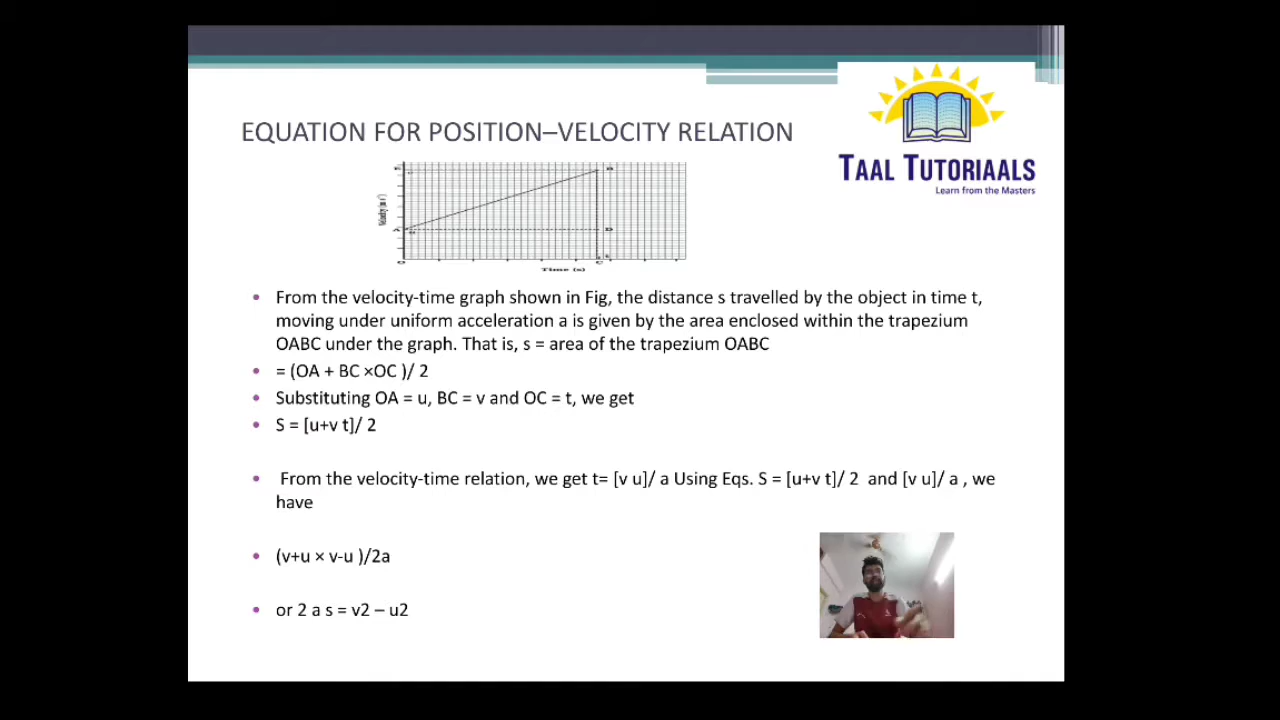 EQUATION FOR POSITION–VELOCITY RELATION
TAAL TUTORIAALS
Learn from the Masters
B
A
D
O
C
Time (s)
• From the velocity-time graph shown in Fig, the distance s travelled by the object in time t,
moving under uniform acceleration a is given by the area enclosed within the trapezium
OABC under the graph. That is, s = area of the trapezium OABC
• = (OA + BC ×OC )/ 2
• Substituting OA = u, BC = v and OC = t, we get
• S = [u+v t]/ 2
• From the velocity-time relation, we get t= [v u]/ a Using Eqs. S = [u+v t]/ 2 and [v u]/ a , we
have
• (v+u × v-u )/2a
• or 2 a s = v2 – u2